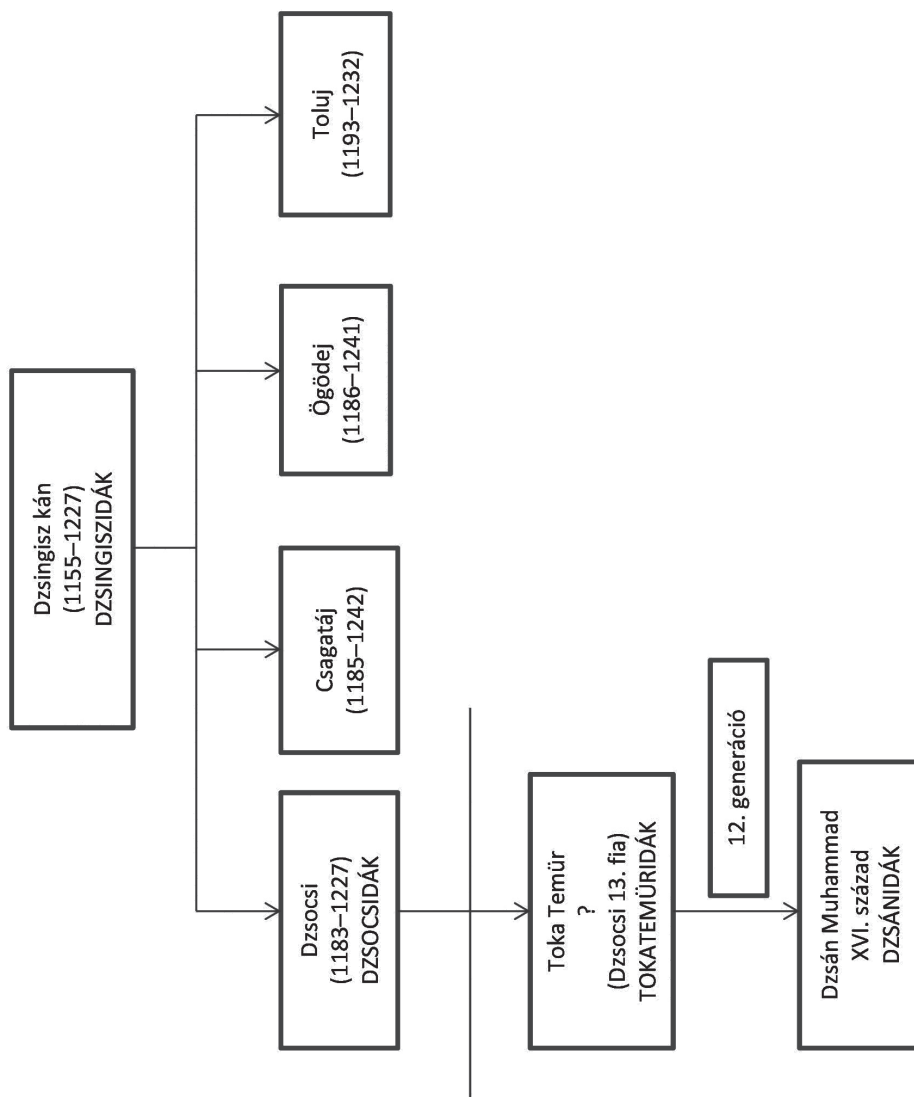 Dzsingisz kán
(1155–1227)
DZSINGISZIDÁK
Dzsocsi
(1183–1227)
DZSOCSIDÁK
Csagatáj
(1185–1242)
Ögödej
(1186–1241)
Toluj
(1193–1232)
Toka Temür
?
(Dzsocsi 13. fia)
TOKATEMÜRIDÁK
12. generáció
Dzsán Muhammad
XVI. század
DZSÁNIDÁK